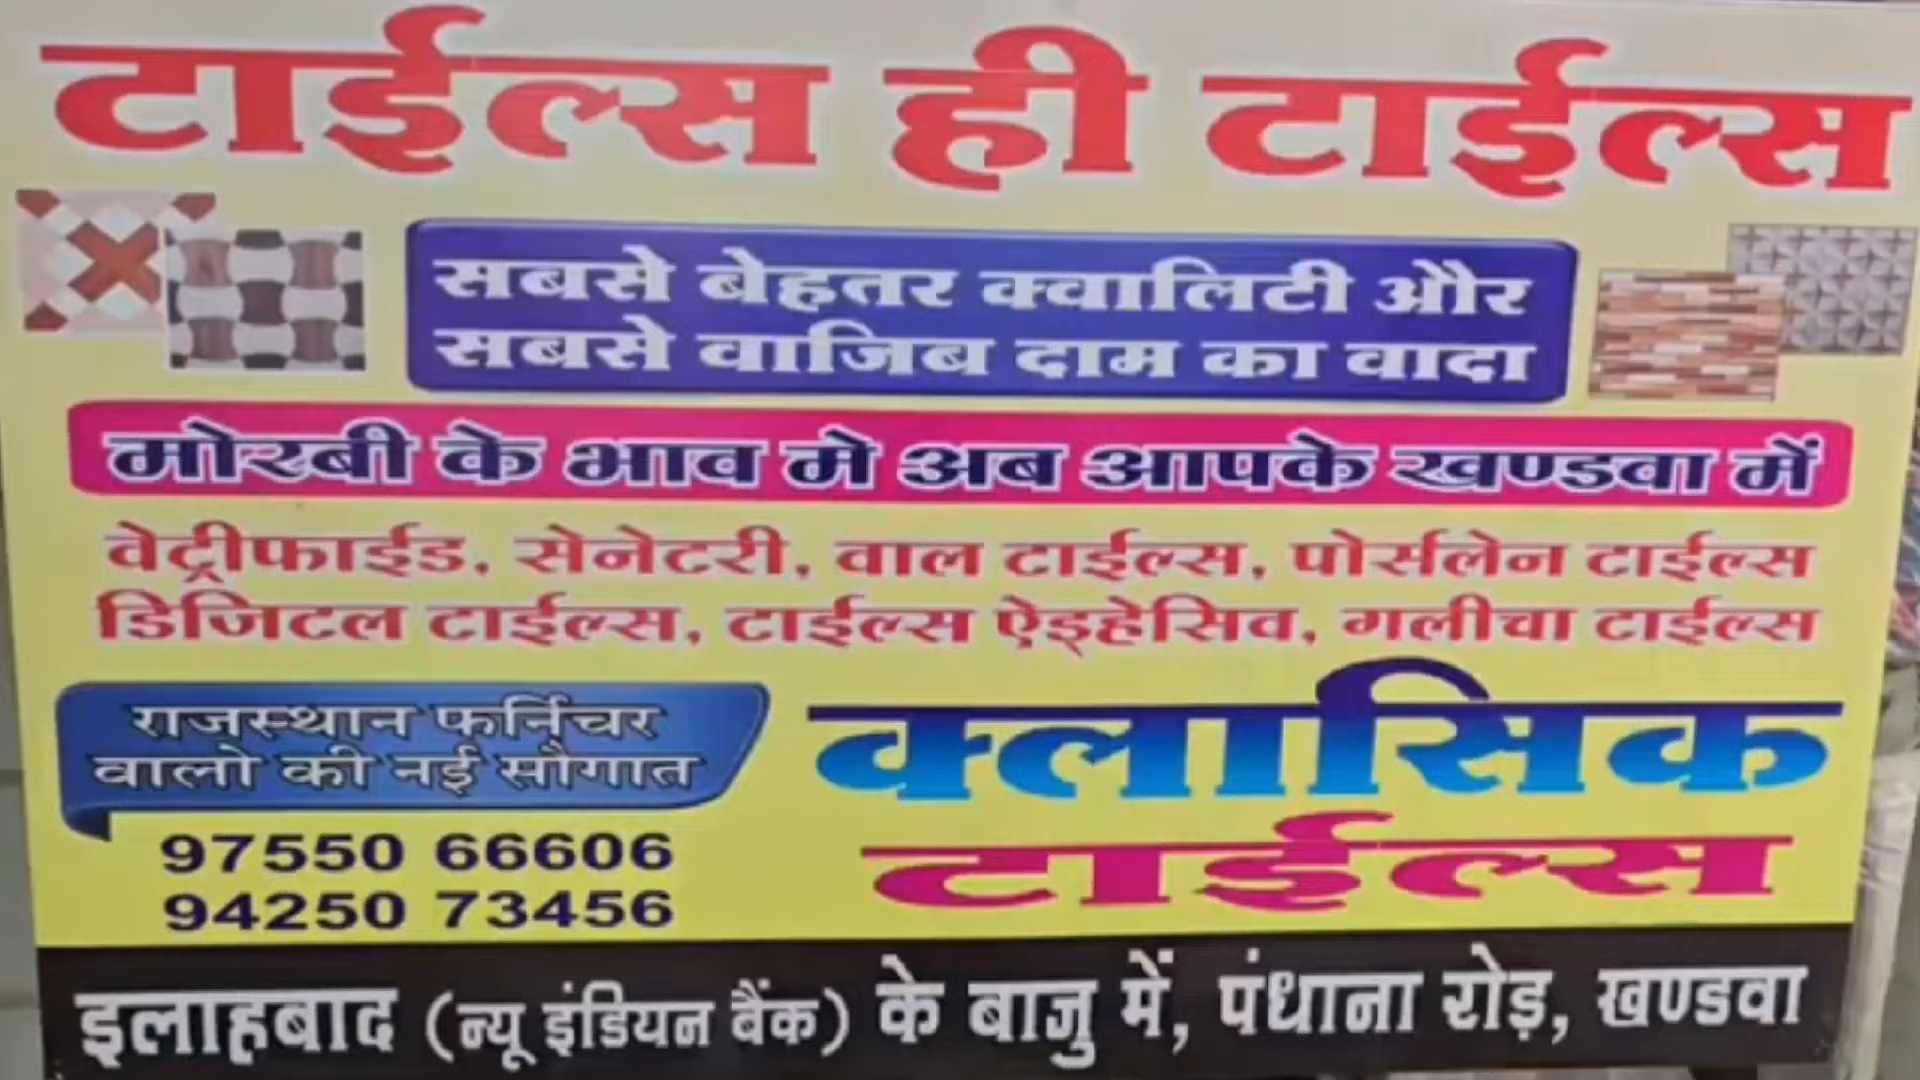 टाईल्स ही टाईल्स
सबसे बेहतर क्वालिटी और
सबसे वाजिब दाम का वादा
मोरबी के भाव मे अब आपके खण्डवा में
वेट्रीफाईड, सेनेटरी, वाल टाईल्स, पोर्सलेन टाईल्स
डिजिटल टाईल्स, टाईल्स ऐड्हेसिव, गलीचा टाईल्स
राजस्थान फर्निचर
वालो की नई सौगात
97550 66606
94250 73456
क्लासिक
टाईल्स
इलाहबाद (न्यू इंडियन बैंक) के बाजु में, पंधाना रोड़, खण्डवा